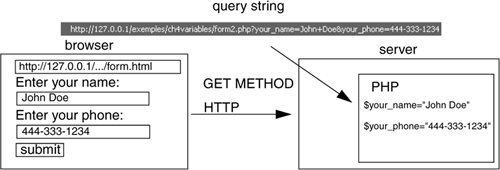 query string
http://127.0.0.1/exemples/ch4variables/form2.php?your_name=John+Doe&your_phone=444-333-1234
browser
http://127.0.0.1/.../form.html
Enter your name:
John Doe
Enter your phone:
444-333-1234
submit
GET METHOD
HTTP
server
PHP
$your_name="John Doe"
$your_phone="444-333-1234"